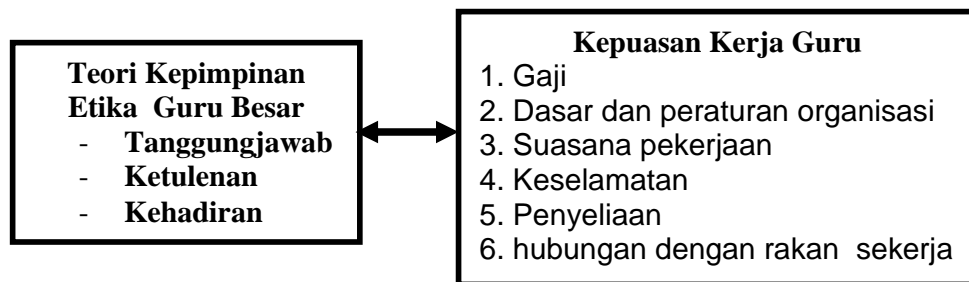 Teori Kepimpinan
Etika Guru Besar
- Tanggungjawab
- Ketulenan
- Kehadiran
Kepuasan Kerja Guru
1. Gaji
2. Dasar dan peraturan organisasi
3. Suasana pekerjaan
4. Keselamatan
5. Penyeliaan
6. hubungan dengan rakan sekerja